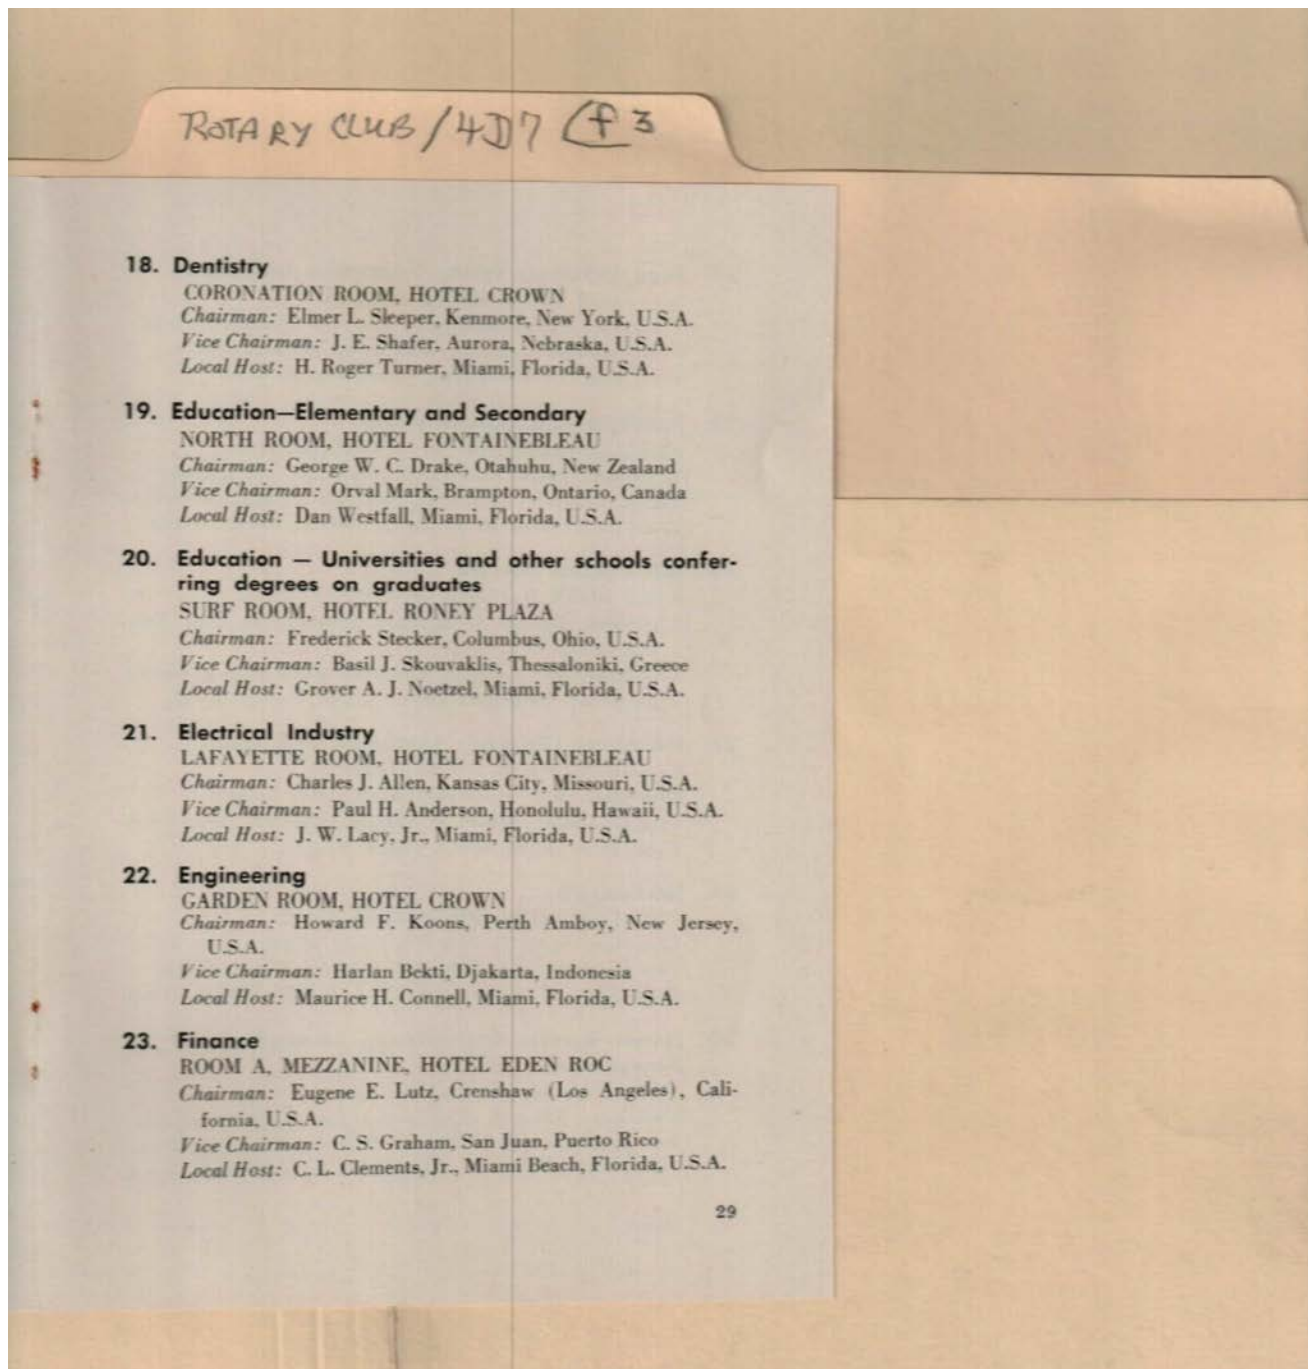 ROTARY CLUB/4D7 f 3
18. Dentistry
CORONATION ROOM, HOTEL CROWN
Chairman: Elmer L. Sleeper, Kenmore, New York, U.S.A.
Vice Chairman: J. E. Shafer, Aurora, Nebraska, U.S.A.
Local Host: H. Roger Turner, Miami, Florida, U.S.A.
19. Education—Elementary and Secondary
NORTH ROOM, HOTEL FONTAINEBLEAU
Chairman: George W. C. Drake, Otahuhu, New Zealand
Vice Chairman: Orval Mark, Brampton, Ontario, Canada
Local Host: Dan Westfall, Miami, Florida, U.S.A.
20. Education — Universities and other schools confer-
ring degrees on graduates
SURF ROOM, HOTEL RONEY PLAZA
Chairman: Frederick Stecker, Columbus, Ohio, U.S.A.
Vice Chairman: Basil J. Skouvaklis, Thessaloniki, Greece
Local Host: Grover A. J. Noetzel, Miami, Florida, U.S.A.
21. Electrical Industry
LAFAYETTE ROOM, HOTEL FONTAINEBLEAU
Chairman: Charles J. Allen, Kansas City, Missouri, U.S.A.
Vice Chairman: Paul H. Anderson, Honolulu, Hawaii, U.S.A.
Local Host: J. W. Lacy, Jr., Miami, Florida, U.S.A.
22. Engineering
GARDEN ROOM, HOTEL CROWN
Chairman: Howard F. Koons, Perth Amboy, New Jersey,
U.S.A.
Vice Chairman: Harlan Bekti, Djakarta, Indonesia
Local Host: Maurice H. Connell, Miami, Florida, U.S.A.
23. Finance
ROOM A, MEZZANINE, HOTEL EDEN ROC
Chairman: Eugene E. Lutz, Crenshaw (Los Angeles), Cali-
fornia, U.S.A.
Vice Chairman: C. S. Graham, San Juan, Puerto Rico
Local Host: C. L. Clements, Jr., Miami Beach, Florida, U.S.A.
29